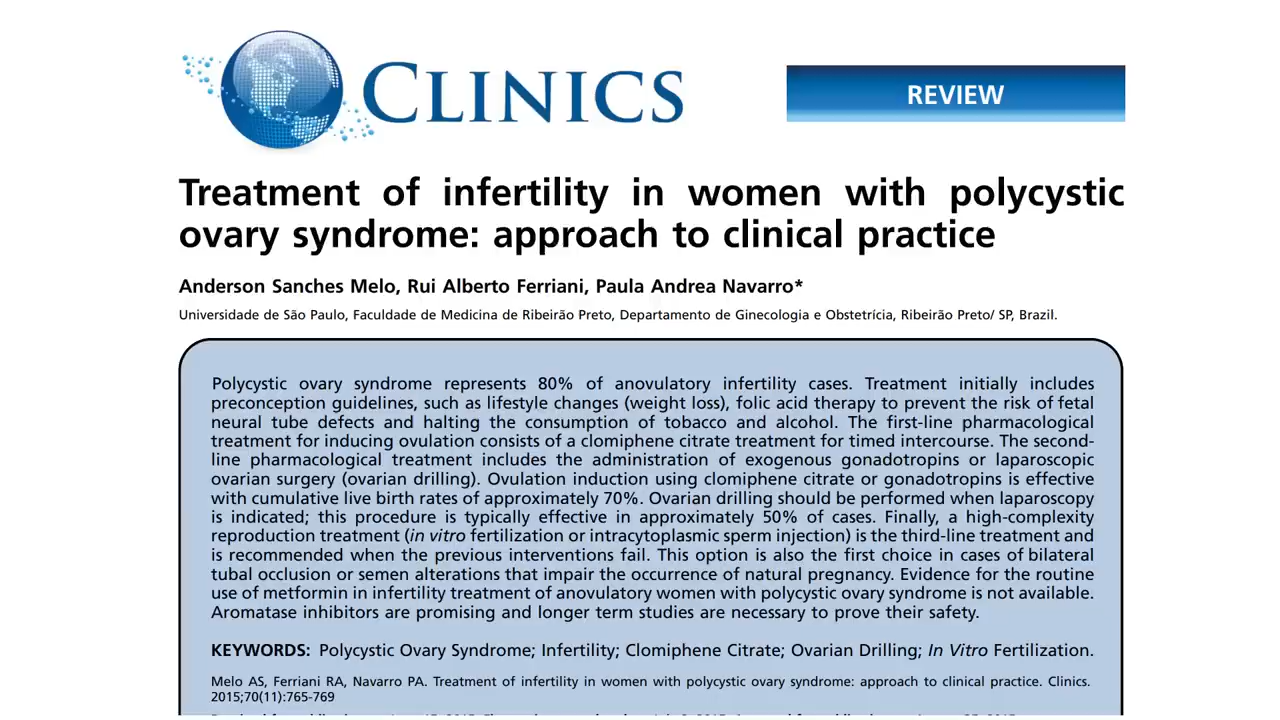 CLINICS
REVIEW
Treatment of infertility in women with polycystic
ovary syndrome: approach to clinical practice
Anderson Sanches Melo, Rui Alberto Ferriani, Paula Andrea Navarro*
Universidade de São Paulo, Faculdade de Medicina de Ribeirão Preto, Departamento de Ginecologia e Obstetrícia, Ribeirão Preto/ SP, Brazil.
Polycystic ovary syndrome represents 80% of anovulatory infertility cases. Treatment initially includes
preconception guidelines, such as lifestyle changes (weight loss), folic acid therapy to prevent the risk of fetal
neural tube defects and halting the consumption of tobacco and alcohol. The first-line pharmacological
treatment for inducing ovulation consists of a clomiphene citrate treatment for timed intercourse. The second-
line pharmacological treatment includes the administration of exogenous gonadotropins or laparoscopic
ovarian surgery (ovarian drilling). Ovulation induction using clomiphene citrate or gonadotropins is effective
with cumulative live birth rates of approximately 70%. Ovarian drilling should be performed when laparoscopy
is indicated; this procedure is typically effective in approximately 50% of cases. Finally, a high-complexity
reproduction treatment (in vitro fertilization or intracytoplasmic sperm injection) is the third-line treatment and
is recommended when the previous interventions fail. This option is also the first choice in cases of bilateral
tubal occlusion or semen alterations that impair the occurrence of natural pregnancy. Evidence for the routine
use of metformin in infertility treatment of anovulatory women with polycystic ovary syndrome is not available.
Aromatase inhibitors are promising and longer term studies are necessary to prove their safety.
KEYWORDS: Polycystic Ovary Syndrome; Infertility; Clomiphene Citrate; Ovarian Drilling; In Vitro Fertilization.
Melo AS, Ferriani RA, Navarro PA. Treatment of infertility in women with polycystic ovary syndrome: approach to clinical practice. Clinics.
2015;70(11):765-769